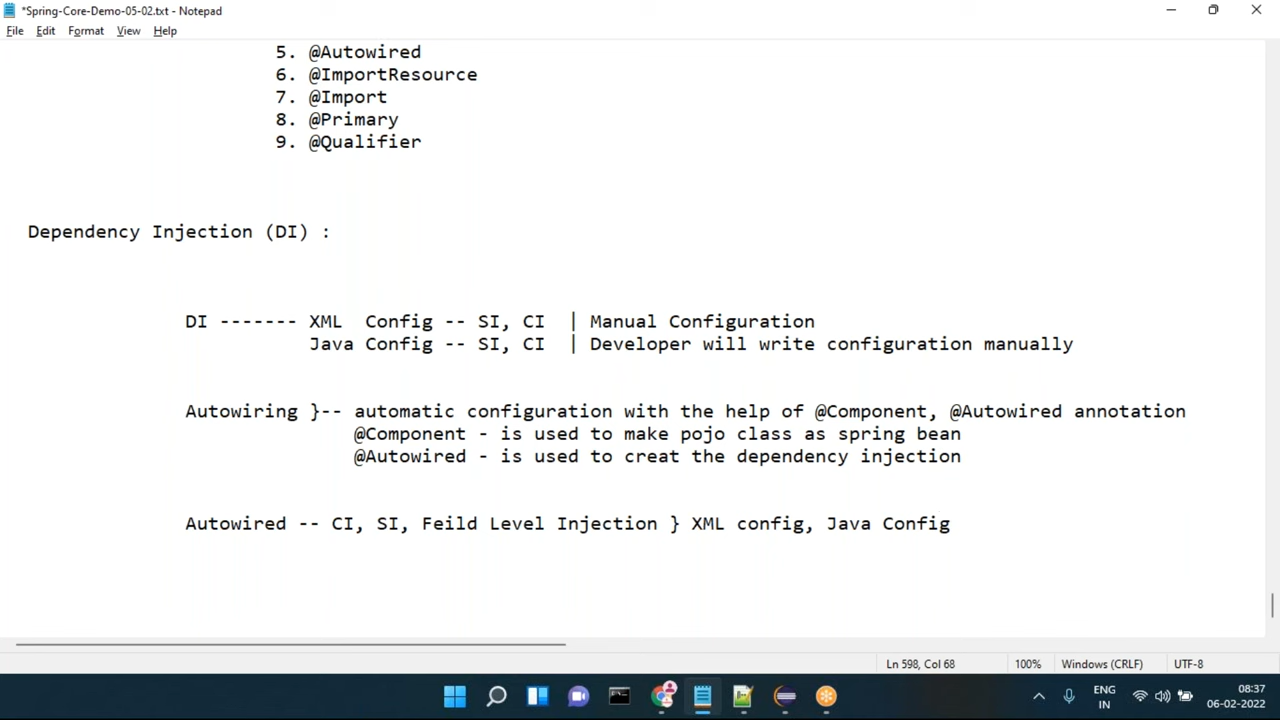 *Spring-Core-Demo-05-02.txt - Notepad
File Edit Format View Help
5. @Autowired
6. @ImportResource
7. @Import
8. @Primary
9. @Qualifier
Dependency Injection (DI) :
DI ------- XML Config -- SI, CI | Manual Configuration
Java Config -- SI, CI | Developer will write configuration manually
Autowiring }-- automatic configuration with the help of @Component, @Autowired annotation
@Component - is used to make pojo class as spring bean
@Autowired - is used to creat the dependency injection
Autowired -- CI, SI, Feild Level Injection } XML config, Java Config
Ln 598, Col 68 100% Windows (CRLF) UTF-8
ENG IN 08:37
06-02-2022